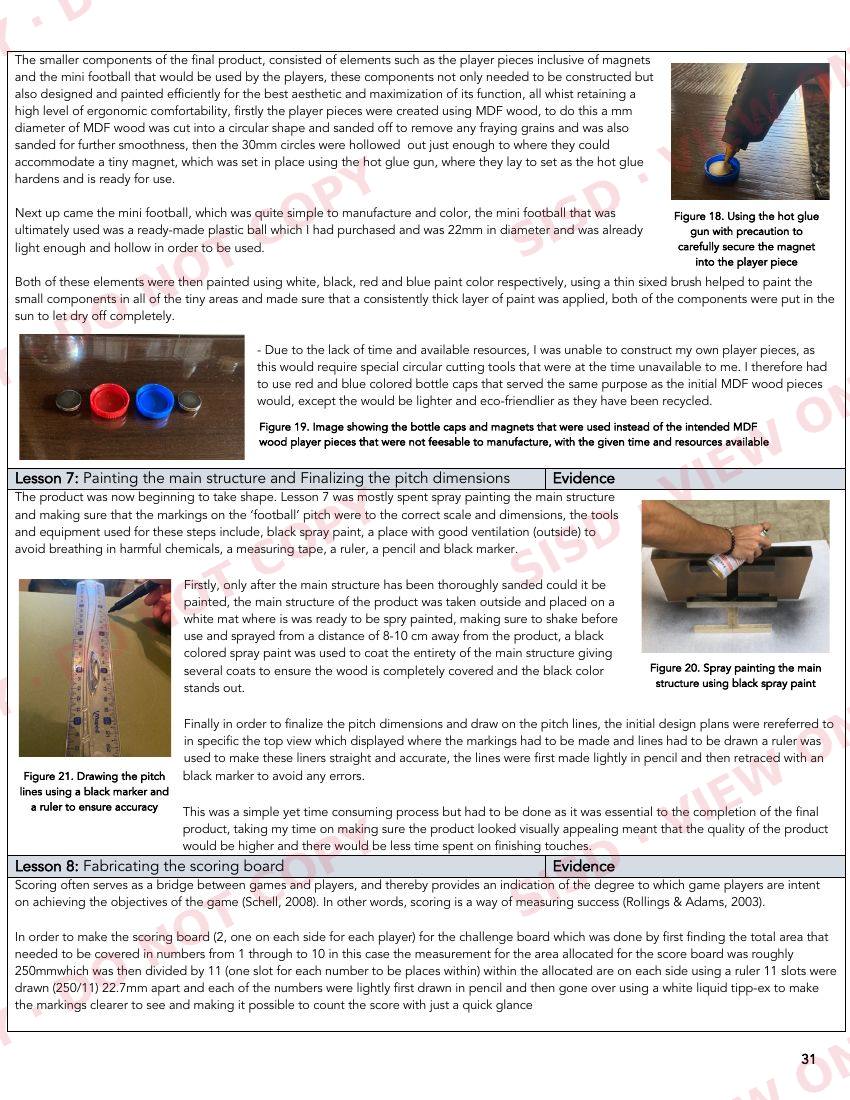 The smaller components of the final product, consisted of elements such as the player pieces inclusive of magnets
and the mini football that would be used by the players, these components not only needed to be constructed but
also designed and painted efficiently for the best aesthetic and maximization of its function, all whist retaining a
high level of ergonomic comfortability, firstly the player pieces were created using MDF wood, to do this a mm
diameter of MDF wood was cut into a circular shape and sanded off to remove any fraying grains and was also
sanded for further smoothness, then the 30mm circles were hollowed out just enough to where they could
accommodate a tiny magnet, which was set in place using the hot glue gun, where they lay to set as the hot glue
hardens and is ready for use.
Next up came the mini football, which was quite simple to manufacture and color, the mini football that was
ultimately used was a ready-made plastic ball which I had purchased and was 22mm in diameter and was already
light enough and hollow in order to be used.
Figure 18. Using the hot glue
gun with precaution to
carefully secure the magnet
into the player piece
Both of these elements were then painted using white, black, red and blue paint color respectively, using a thin sixed brush helped to paint the
small components in all of the tiny areas and made sure that a consistently thick layer of paint was applied, both of the components were put in the
sun to let dry off completely.
- Due to the lack of time and available resources, I was unable to construct my own player pieces, as
this would require special circular cutting tools that were at the time unavailable to me. I therefore had
to use red and blue colored bottle caps that served the same purpose as the initial MDF wood pieces
would, except the would be lighter and eco-friendlier as they have been recycled.
Figure 19. Image showing the bottle caps and magnets that were used instead of the intended MDF
wood player pieces that were not feesable to manufacture, with the given time and resources available
Lesson 7: Painting the main structure and Finalizing the pitch dimensions
Evidence
The product was now beginning to take shape. Lesson 7 was mostly spent spray painting the main structure
and making sure that the markings on the ‘football’ pitch were to the correct scale and dimensions, the tools
and equipment used for these steps include, black spray paint, a place with good ventilation (outside) to
avoid breathing in harmful chemicals, a measuring tape, a ruler, a pencil and black marker.
Firstly, only after the main structure has been thoroughly sanded could it be
painted, the main structure of the product was taken outside and placed on a
white mat where is was ready to be spry painted, making sure to shake before
use and sprayed from a distance of 8-10 cm away from the product, a black
colored spray paint was used to coat the entirety of the main structure giving
several coats to ensure the wood is completely covered and the black color
stands out.
Figure 20. Spray painting the main
structure using black spray paint
Finally in order to finalize the pitch dimensions and draw on the pitch lines, the initial design plans were rereferred to
in specific the top view which displayed where the markings had to be made and lines had to be drawn a ruler was
used to make these liners straight and accurate, the lines were first made lightly in pencil and then retraced with an
black marker to avoid any errors.
Figure 21. Drawing the pitch
lines using a black marker and
a ruler to ensure accuracy
This was a simple yet time consuming process but had to be done as it was essential to the completion of the final
product, taking my time on making sure the product looked visually appealing meant that the quality of the product
would be higher and there would be less time spent on finishing touches.
Lesson 8: Fabricating the scoring board
Evidence
Scoring often serves as a bridge between games and players, and thereby provides an indication of the degree to which game players are intent
on achieving the objectives of the game (Schell, 2008). In other words, scoring is a way of measuring success (Rollings & Adams, 2003).
In order to make the scoring board (2, one on each side for each player) for the challenge board which was done by first finding the total area that
needed to be covered in numbers from 1 through to 10 in this case the measurement for the area allocated for the score board was roughly
250mmwhich was then divided by 11 (one slot for each number to be places within) within the allocated are on each side using a ruler 11 slots were
drawn (250/11) 22.7mm apart and each of the numbers were lightly first drawn in pencil and then gone over using a white liquid tipp-ex to make
the markings clearer to see and making it possible to count the score with just a quick glance
31
SISD · VIEW ONLY · DO NOT COPY